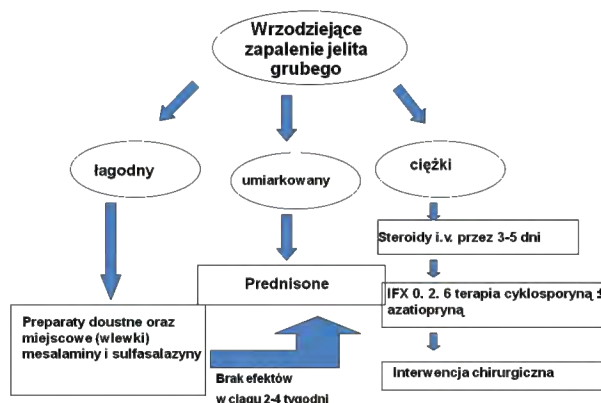 Wrzodziejące
zapalenie jelita
grubego
łagodny
umiarkowany
ciężki
Steroidy i.v. przez 3-5 dni
Prednisone
IFX 0. 2. 6 terapia cyklosporyną ±
azatiopryną
Preparaty doustne oraz
miejscowe (wlewki)
mesalaminy i sulfasalazyny
Interwencja chirurgiczna
Brak efektów
w ciągu 2-4 tygodni